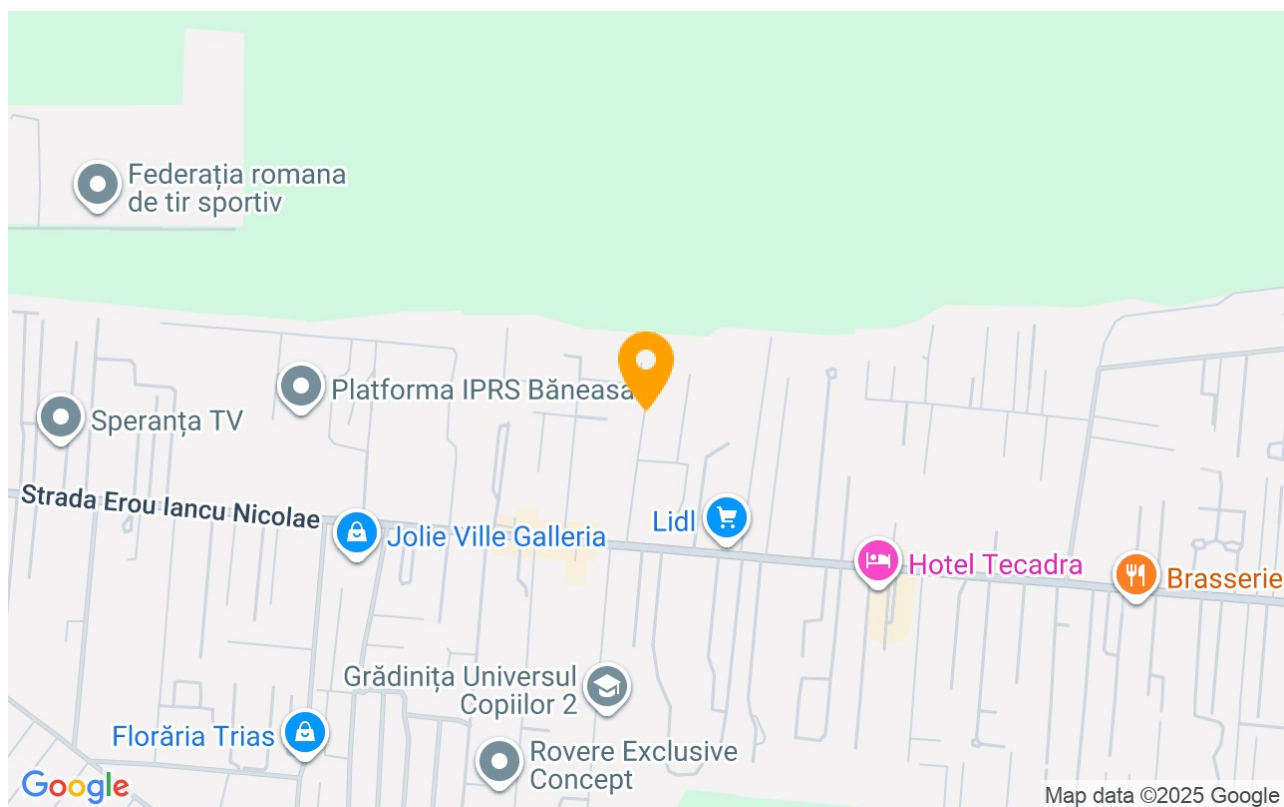 Federația romana
de tir sportiv
Platforma IPRS Băneasa
Speranța TV
Strada Erou Iancu Nicolae
Jolie Ville Galleria
Lidl
Hotel Tecadra
Brasserie
Grădinița Universul
Copiilor 2
Florăria Trias
Rovere Exclusive
Concept
Google
Map data ©2025 Google